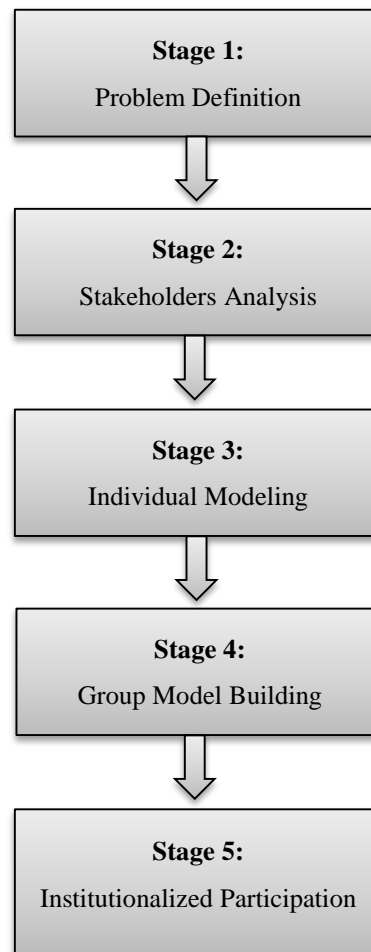 Stage 1:
Problem Definition
Stage 2:
Stakeholders Analysis
Stage 3:
Individual Modeling
Stage 4:
Group Model Building
Stage 5:
Institutionalized Participation